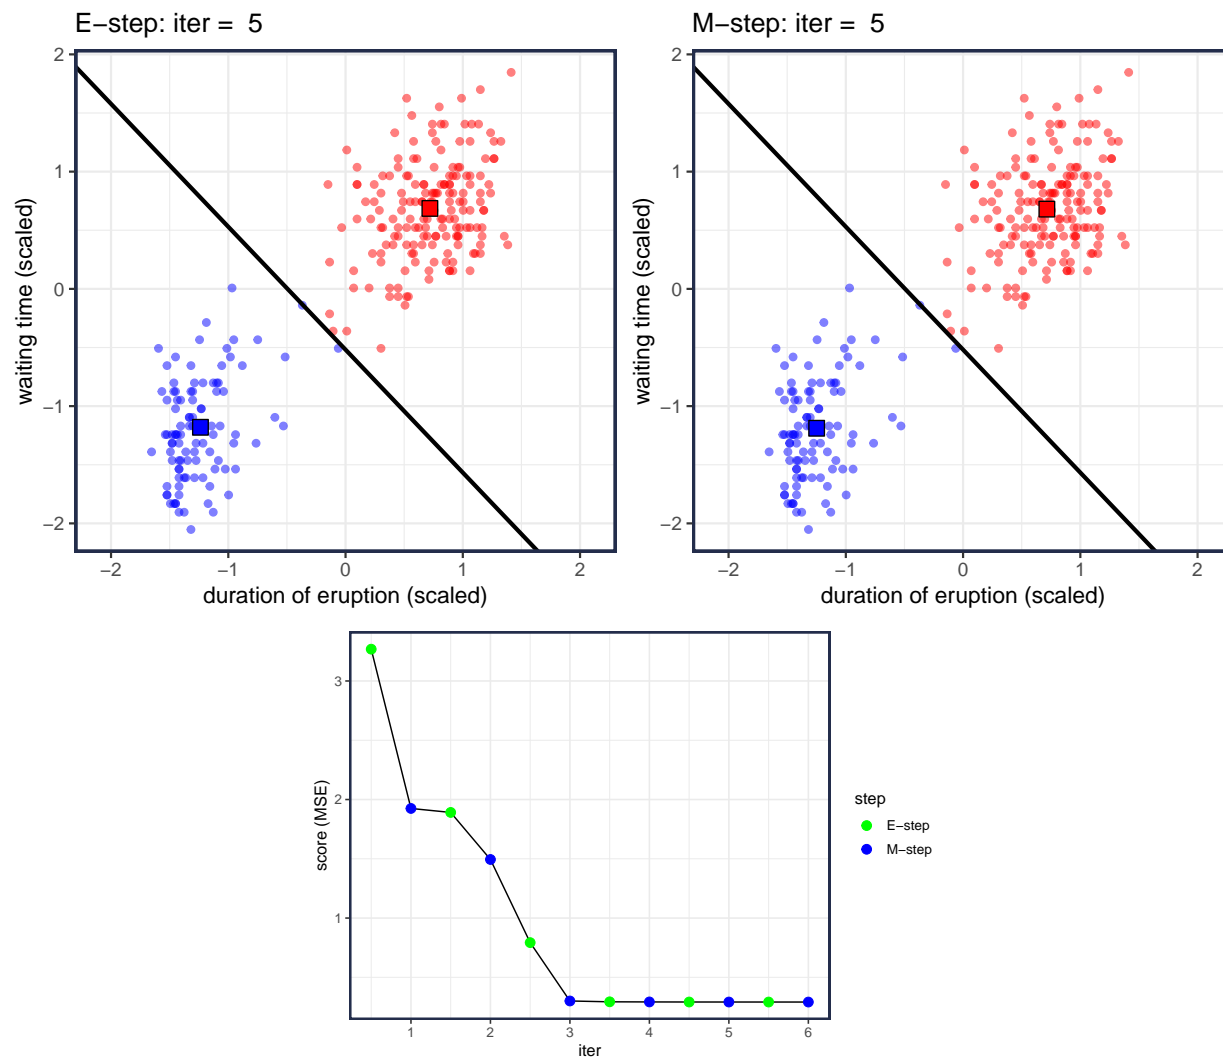 E−step: iter =  5
M−step: iter =  5
waiting time (scaled)
2
1
0
−1
−2
−2
−1
0
1
2
duration of eruption (scaled)
waiting time (scaled)
2
1
0
−1
−2
−2
−1
0
1
2
duration of eruption (scaled)
score (MSE)
3
2
1
1
2
3
4
5
6
iter
step
E−step
M−step